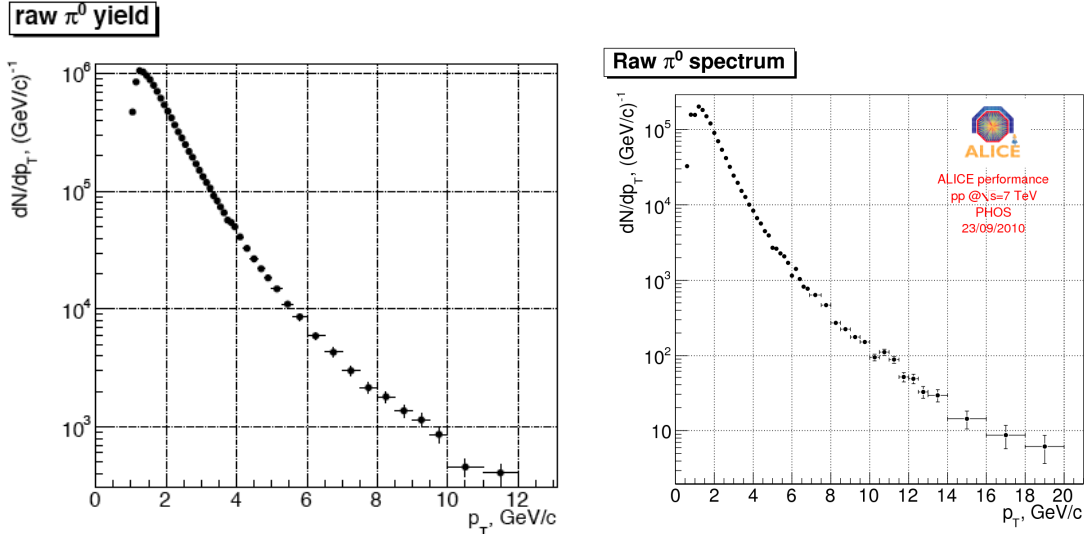 raw π⁰ yield
dN/dp_T, (GeV/c)⁻¹
10⁶
10⁵
10⁴
10³
0 2 4 6 8 10 12
p_T, GeV/c
Raw π⁰ spectrum
dN/dp_T, (GeV/c)⁻¹
10⁵
10⁴
10³
10²
10
0 2 4 6 8 10 12 14 16 18 20
p_T, GeV/c
ALICE
ALICE performance
pp @√s=7 TeV
PHOS
23/09/2010